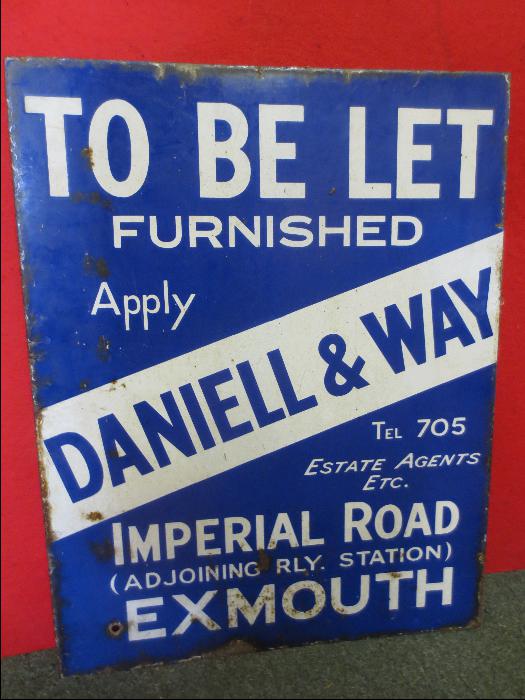 TO BE LET
FURNISHED
Apply
DANIELL & WAY
TEL 705
ESTATE AGENTS
ETC.
IMPERIAL ROAD
(ADJOINING RLY. STATION)
EXMOUTH